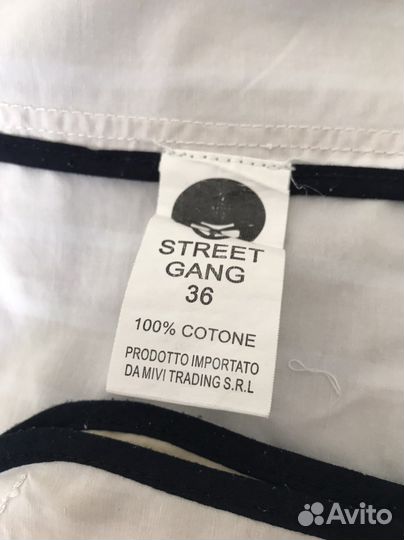 STREET
GANG
36
100% COTONE
PRODOTTO IMPORTATO
DA MIVI TRADING S.R.L
Avito